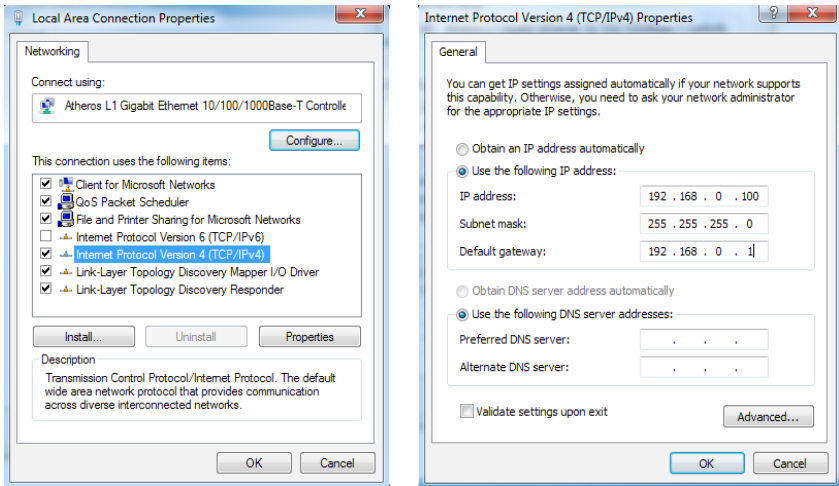 Local Area Connection Properties
Networking
Connect using:
Atheros L1 Gigabit Ethernet 10/100/1000Base-T Controlle
Configure...
This connection uses the following items:
Client for Microsoft Networks
QoS Packet Scheduler
File and Printer Sharing for Microsoft Networks
Internet Protocol Version 6 (TCP/IPv6)
Internet Protocol Version 4 (TCP/IPv4)
Link-Layer Topology Discovery Mapper I/O Driver
Link-Layer Topology Discovery Responder
Install... Uninstall Properties
Description
Transmission Control Protocol/Internet Protocol. The default
wide area network protocol that provides communication
across diverse interconnected networks.
OK Cancel
Internet Protocol Version 4 (TCP/IPv4) Properties
General
You can get IP settings assigned automatically if your network supports
this capability. Otherwise, you need to ask your network administrator
for the appropriate IP settings.
Obtain an IP address automatically
Use the following IP address:
IP address: 192 . 168 . 0 . 100
Subnet mask: 255 . 255 . 255 . 0
Default gateway: 192 . 168 . 0 . 1
Obtain DNS server address automatically
Use the following DNS server addresses:
Preferred DNS server: . . .
Alternate DNS server: . . .
Validate settings upon exit
Advanced...
OK Cancel